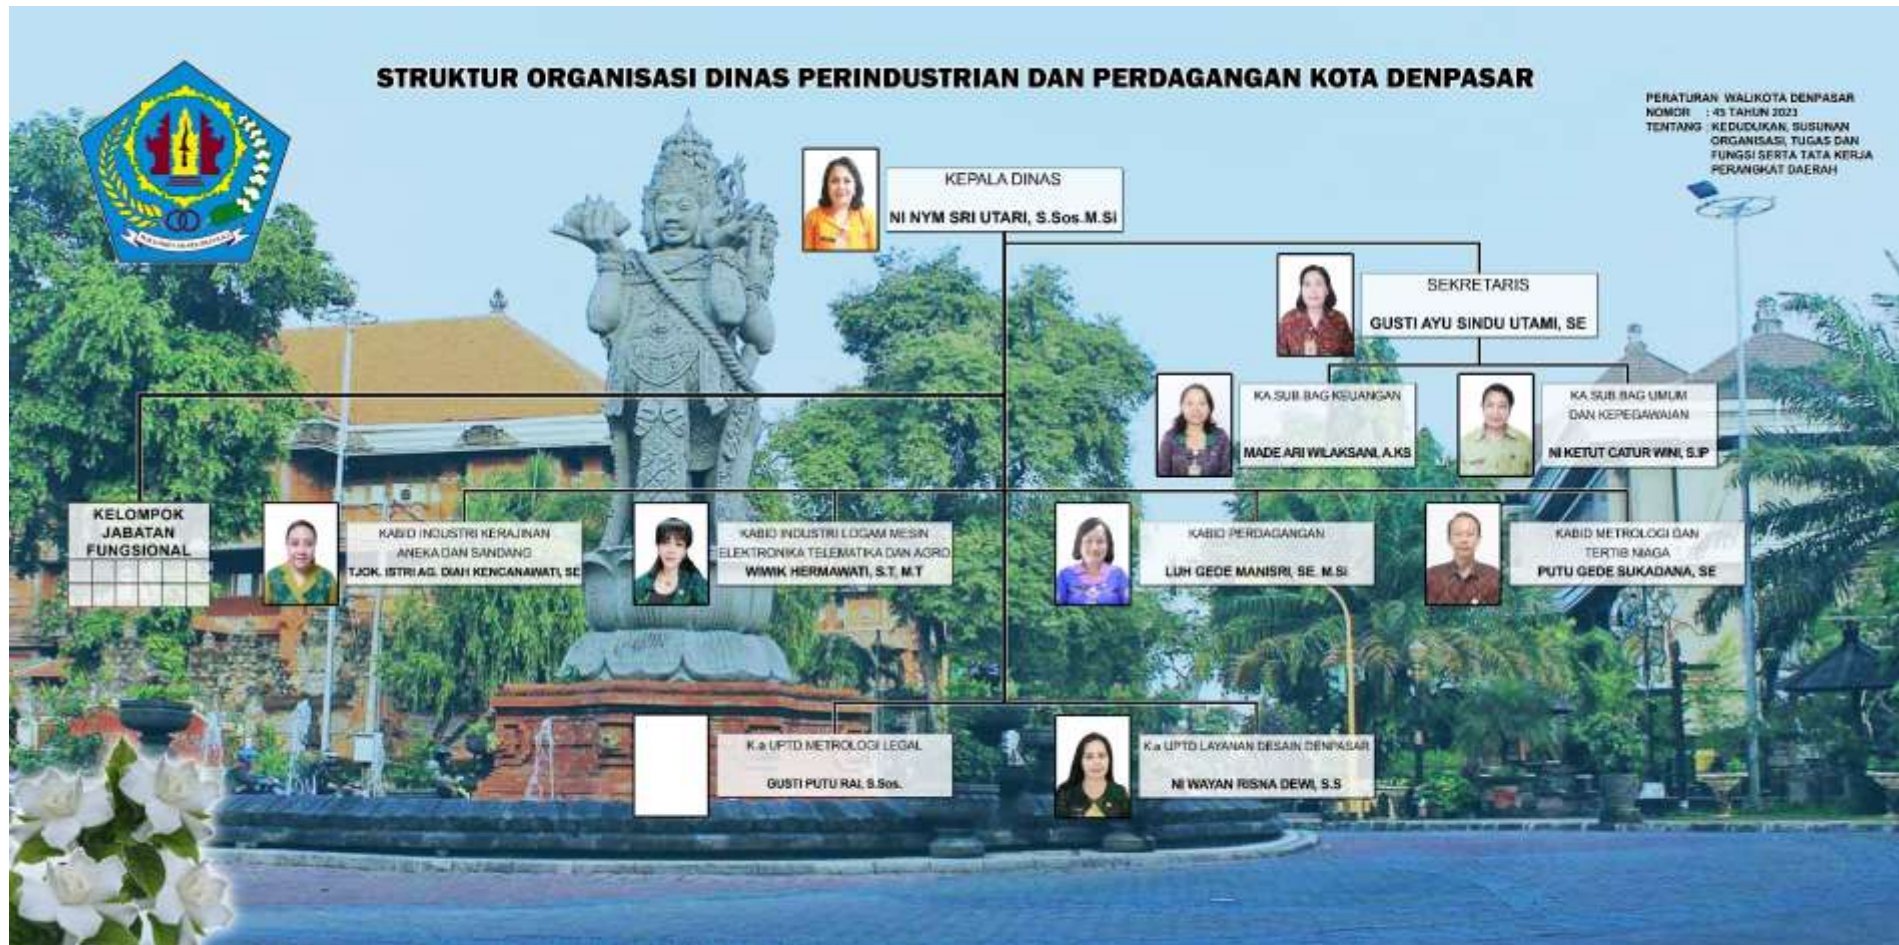 STRUKTUR ORGANISASI DINAS PERINDUSTRIAN DAN PERDAGANGAN KOTA DENPASAR
PERATURAN WALIKOTA DENPASAR
NOMOR : 45 TAHUN 2023
TENTANG : KEDUDUKAN, SUSUNAN
ORGANISASI, TUGAS DAN
FUNGSI SERTA TATA KERJA
PERANGKAT DAERAH
KEPALA DINAS
NI NYM SRI UTARI, S.Sos.M.Si
SEKRETARIS
GUSTI AYU SINDU UTAMI, SE
KA.SUB.BAG KEUANGAN
MADE ARI WILAKSANI, A.KS
KA.SUB.BAG UMUM
DAN KEPEGAWAIAN
NI KETUT CATUR WINI, S.IP
KELOMPOK
JABATAN
FUNGSIONAL
KABID INDUSTRI KERAJINAN
ANEKA DAN SANDANG
TJOK. ISTRI AG. DIAH KENCANAWATI, SE
KABID INDUSTRI LOGAM MESIN
ELEKTRONIKA TELEMATIKA DAN AGRO
WIWIK HERMAWATI, S.T, M.T
KABID PERDAGANGAN
LUH GEDE MANISRI, SE, M.Si
KABID METROLOGI DAN
TERTIB NIAGA
PUTU GEDE SUKADANA, SE
K.a UPTD METROLOGI LEGAL
GUSTI PUTU RAI, S.Sos.
K.a UPTD LAYANAN DESAIN DENPASAR
NI WAYAN RISNA DEWI, S.S